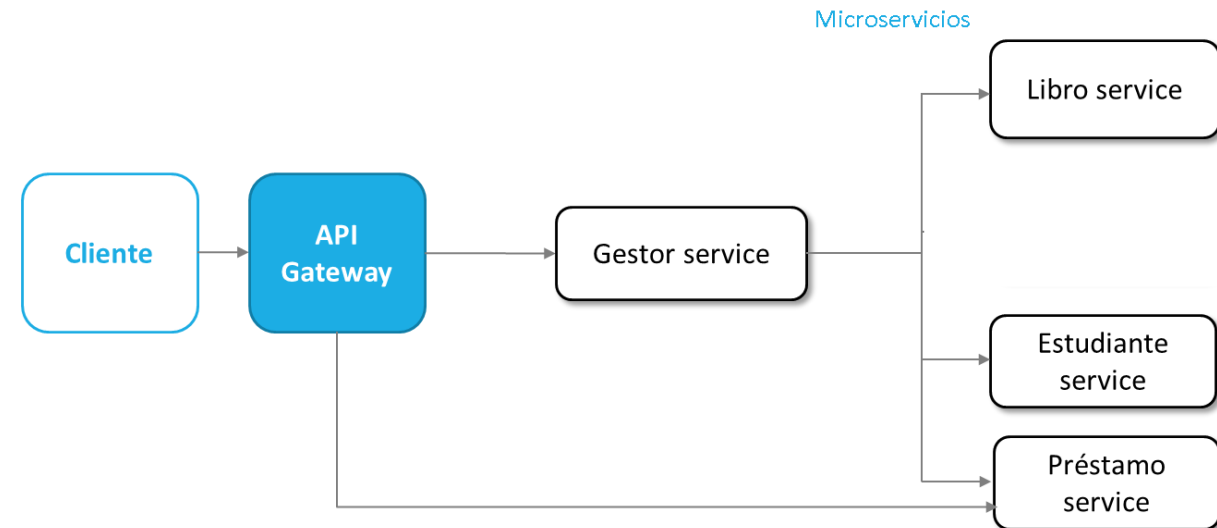 Microservicios
Libro service
Cliente
API
Gateway
Gestor service
Estudiante
service
Préstamo
service